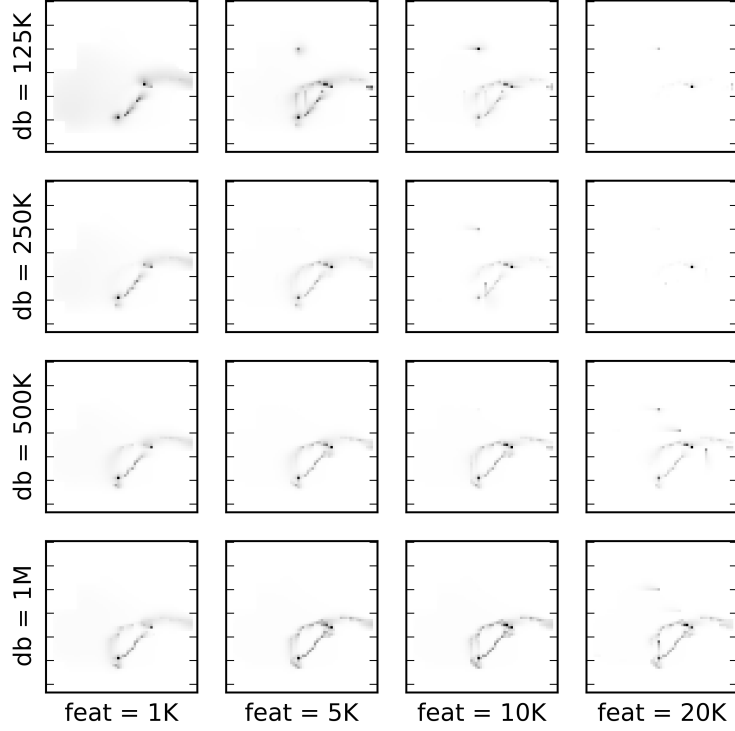 db = 125K
db = 250K
db = 500K
db = 1M
feat = 1K
feat = 5K
feat = 10K
feat = 20K